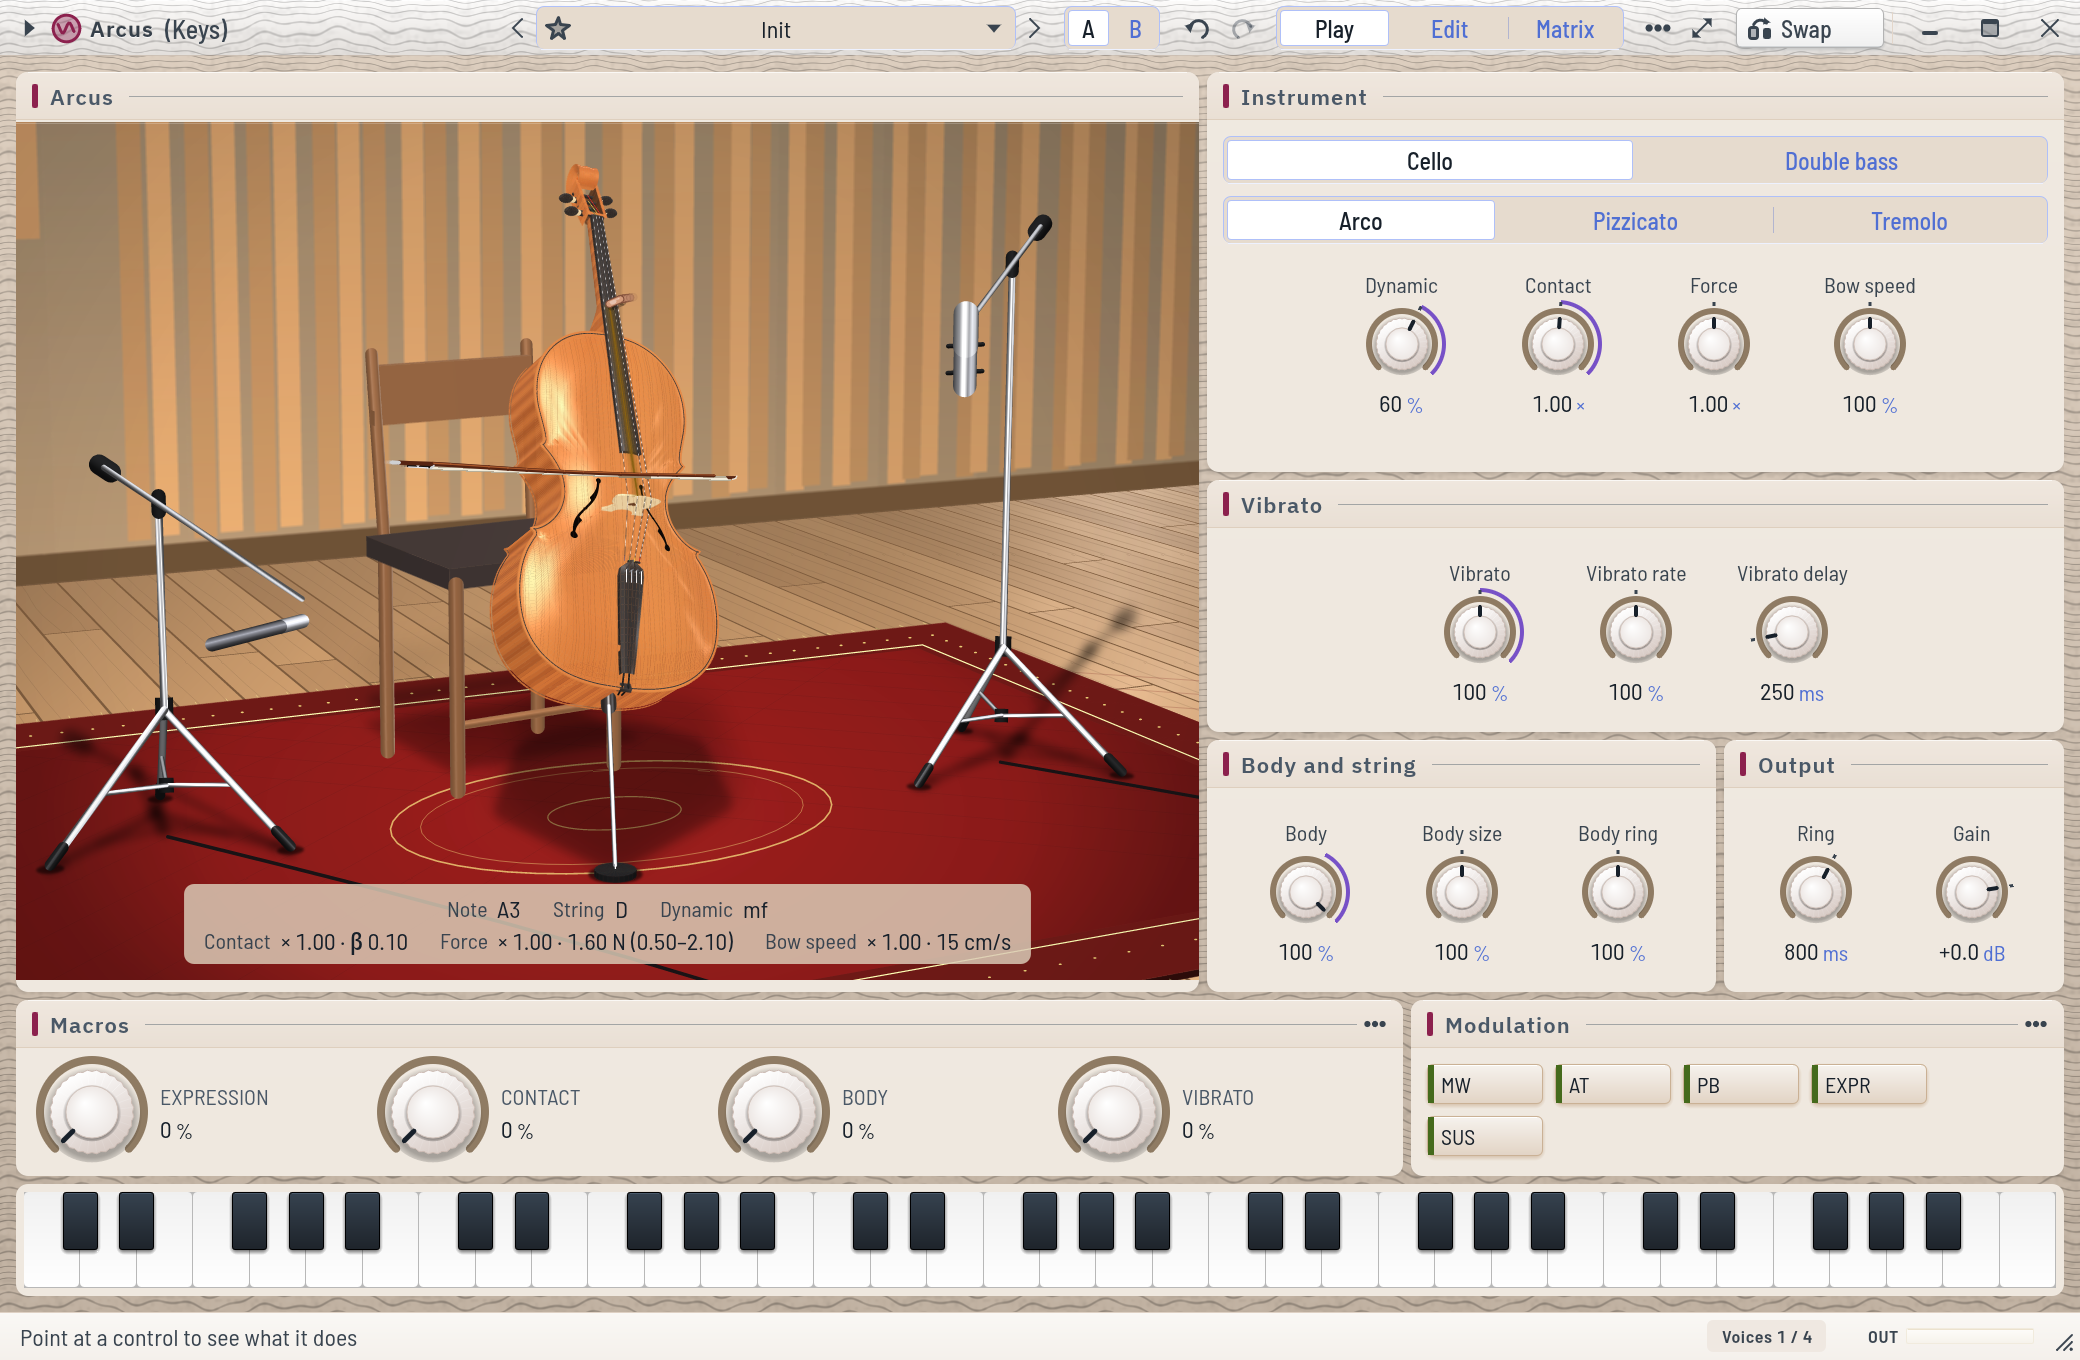 Arcus (Keys)
Init
A B
Play Edit Matrix
Swap
Arcus
Instrument
Cello Double bass
Arco Pizzicato Tremolo
Dynamic Contact Force Bow speed
60 % 1.00 × 1.00 × 100 %
Vibrato
Vibrato Vibrato rate Vibrato delay
100 % 100 % 250 ms
Body and string
Body Body size Body ring
100 % 100 % 100 %
Output
Ring Gain
800 ms +0.0 dB
Note A3 String D Dynamic mf
Contact × 1.00 · β 0.10 Force × 1.00 · 1.60 N (0.50–2.10) Bow speed × 1.00 · 15 cm/s
Macros
EXPRESSION CONTACT BODY VIBRATO
0 % 0 % 0 % 0 %
Modulation
MW AT PB EXPR
SUS
Point at a control to see what it does
Voices 1 / 4 OUT